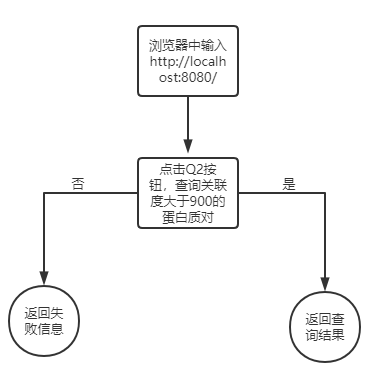 浏览器中输入
http://localh
ost:8080/
点击Q2按
钮，查询关联
度大于900的
蛋白质对
否
是
返回失
败信息
返回查
询结果